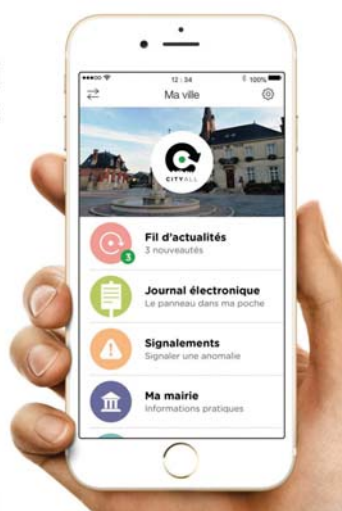 12:34
100%
Ma ville
CITYALL
Fil d'actualités
3 nouveautés
3
Journal électronique
Le panneau dans ma poche
Signalements
Signaler une anomalie
Ma mairie
Informations pratiques